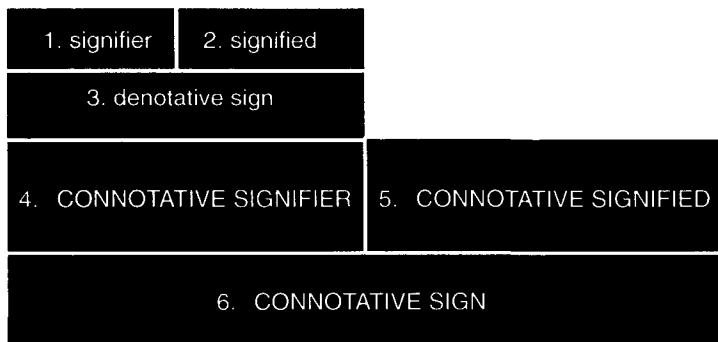 1. signifier
2. signified
3. denotative sign
4. CONNOTATIVE SIGNIFIER
5. CONNOTATIVE SIGNIFIED
6. CONNOTATIVE SIGN